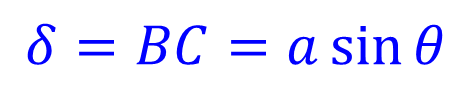 δ = BC = a sin θ